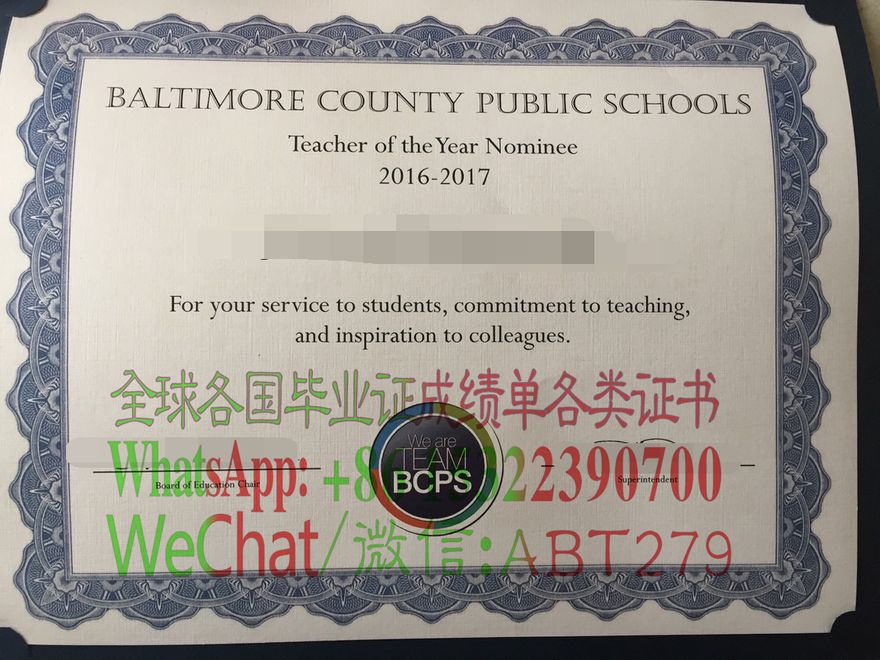 BALTIMORE COUNTY PUBLIC SCHOOLS
Teacher of the Year Nominee
2016-2017
For your service to students, commitment to teaching,
and inspiration to colleagues.
全球各国毕业证成绩单各类证书
WhatsApp: 22390700
We are
TEAM
BCPS
Board of Education Chair
Superintendent
WeChat/微信:ABT279